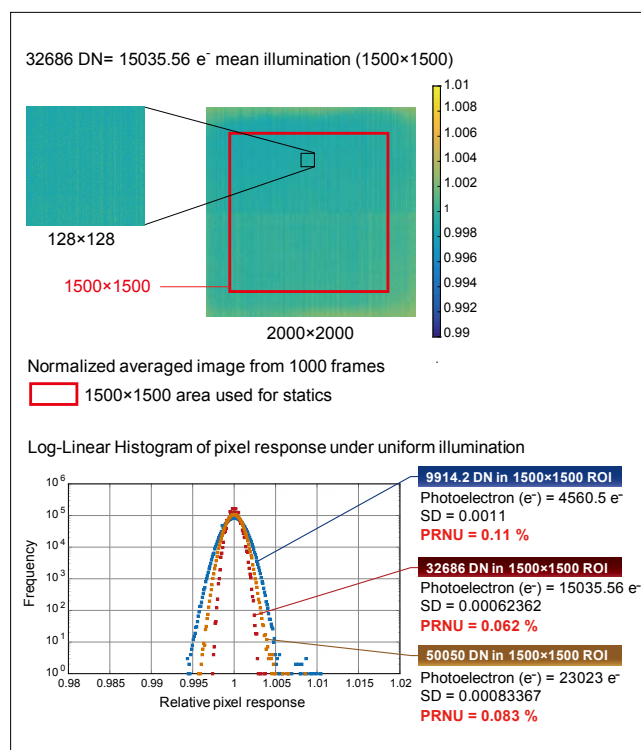 32686 DN= 15035.56 e⁻ mean illumination (1500×1500)
1.01
1.008
1.006
1.004
1.002
1
0.998
0.996
0.994
0.992
0.99
128×128
1500×1500
2000×2000
Normalized averaged image from 1000 frames
1500×1500 area used for statics
Log-Linear Histogram of pixel response under uniform illumination
Frequency
10⁶
10⁵
10⁴
10³
10²
10¹
10⁰
0.98 0.985 0.99 0.995 1 1.005 1.01 1.015 1.02
Relative pixel response
9914.2 DN in 1500×1500 ROI
Photoelectron (e⁻) = 4560.5 e⁻
SD = 0.0011
PRNU = 0.11 %
32686 DN in 1500×1500 ROI
Photoelectron (e⁻) = 15035.56 e⁻
SD = 0.00062362
PRNU = 0.062 %
50050 DN in 1500×1500 ROI
Photoelectron (e⁻) = 23023 e⁻
SD = 0.00083367
PRNU = 0.083 %